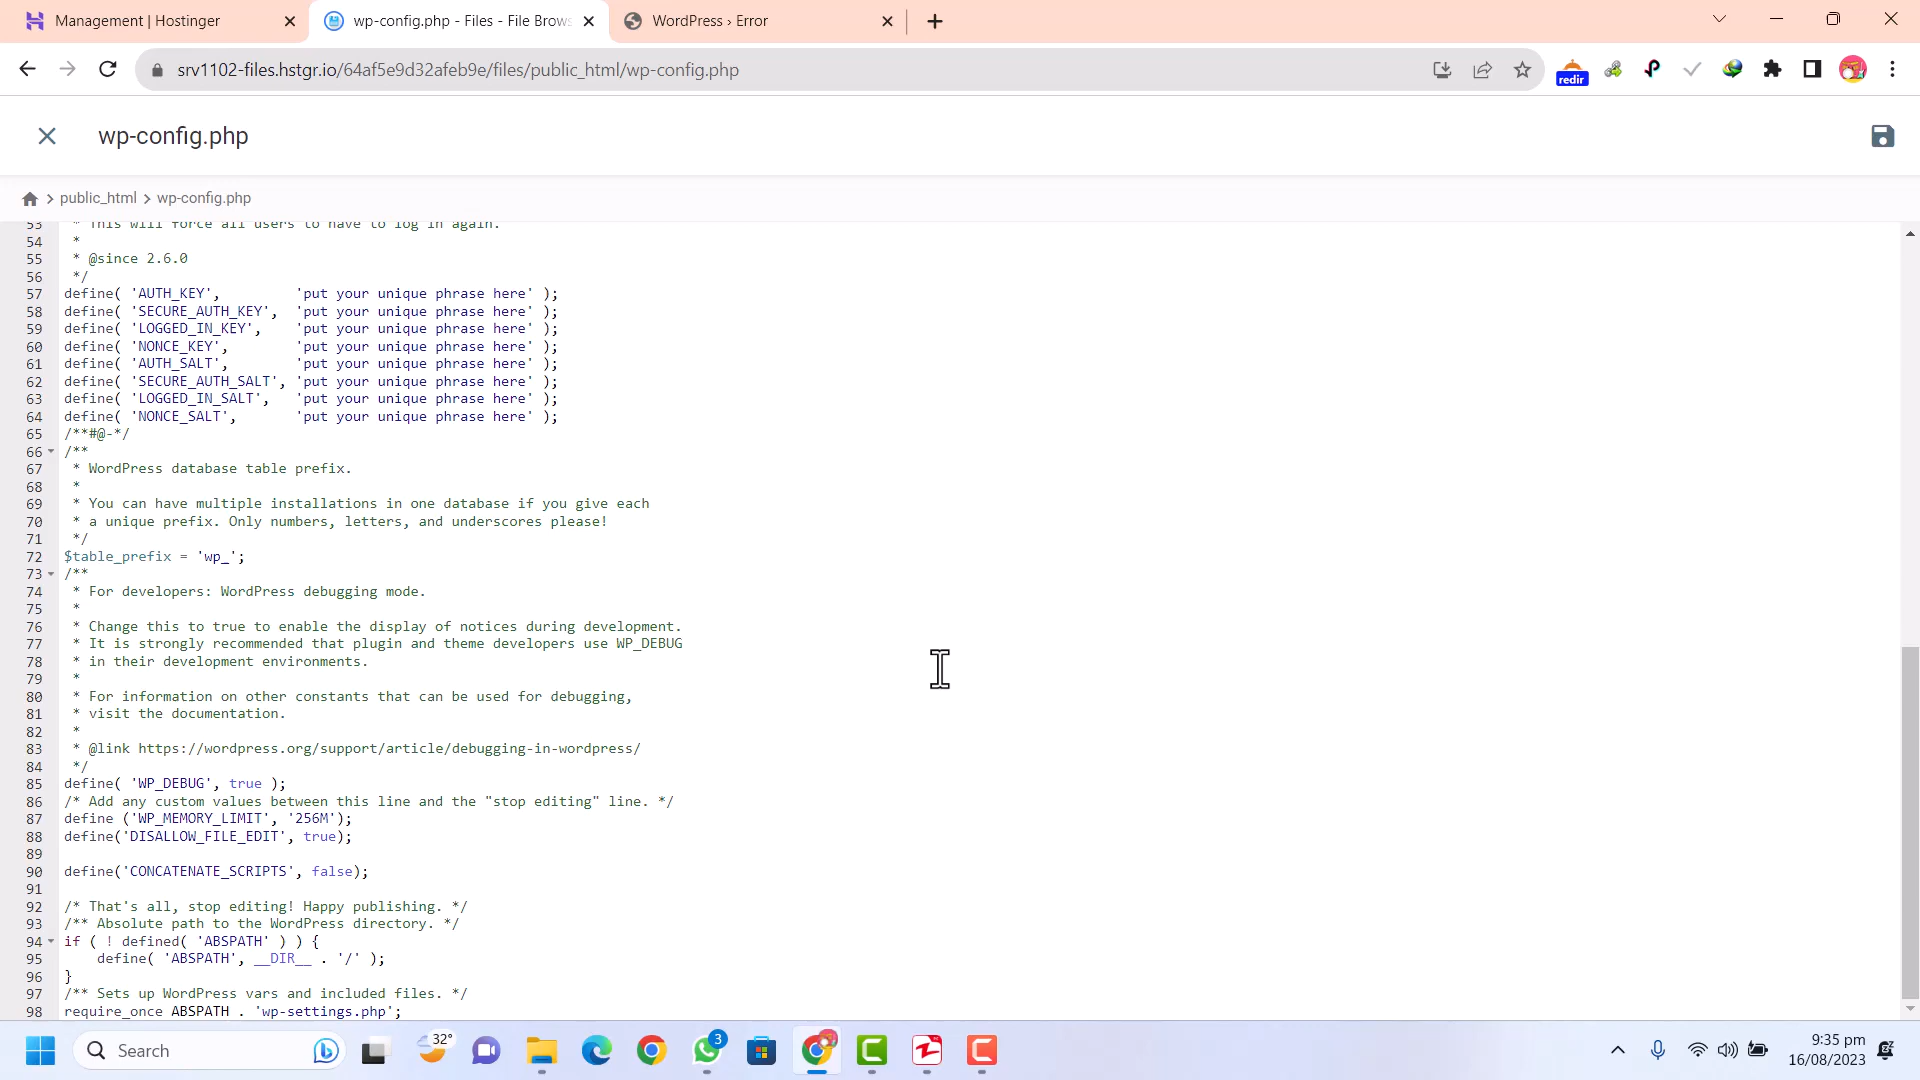 Management | Hostinger
wp-config.php - Files - File Brows
WordPress › Error
srv1102-files.hstgr.io/64af5e9d32afeb9e/files/public_html/wp-config.php
redir
wp-config.php
public_html > wp-config.php
53 * This will force all users to have to log in again.
54 *
55 * @since 2.6.0
56 */
57 define( 'AUTH_KEY', 'put your unique phrase here' );
58 define( 'SECURE_AUTH_KEY', 'put your unique phrase here' );
59 define( 'LOGGED_IN_KEY', 'put your unique phrase here' );
60 define( 'NONCE_KEY', 'put your unique phrase here' );
61 define( 'AUTH_SALT', 'put your unique phrase here' );
62 define( 'SECURE_AUTH_SALT', 'put your unique phrase here' );
63 define( 'LOGGED_IN_SALT', 'put your unique phrase here' );
64 define( 'NONCE_SALT', 'put your unique phrase here' );
65 /**#@-*/
66 /**
67 * WordPress database table prefix.
68 *
69 * You can have multiple installations in one database if you give each
70 * a unique prefix. Only numbers, letters, and underscores please!
71 */
72 $table_prefix = 'wp_';
73 /**
74 * For developers: WordPress debugging mode.
75 *
76 * Change this to true to enable the display of notices during development.
77 * It is strongly recommended that plugin and theme developers use WP_DEBUG
78 * in their development environments.
79 *
80 * For information on other constants that can be used for debugging,
81 * visit the documentation.
82 *
83 * @link https://wordpress.org/support/article/debugging-in-wordpress/
84 */
85 define( 'WP_DEBUG', true );
86 /* Add any custom values between this line and the "stop editing" line. */
87 define ('WP_MEMORY_LIMIT', '256M');
88 define('DISALLOW_FILE_EDIT', true);
89
90 define('CONCATENATE_SCRIPTS', false);
91
92 /* That's all, stop editing! Happy publishing. */
93 /** Absolute path to the WordPress directory. */
94 if ( ! defined( 'ABSPATH' ) ) {
95 define( 'ABSPATH', __DIR__ . '/' );
96 }
97 /** Sets up WordPress vars and included files. */
98 require_once ABSPATH . 'wp-settings.php';
Search
32°
3
9:35 pm
16/08/2023